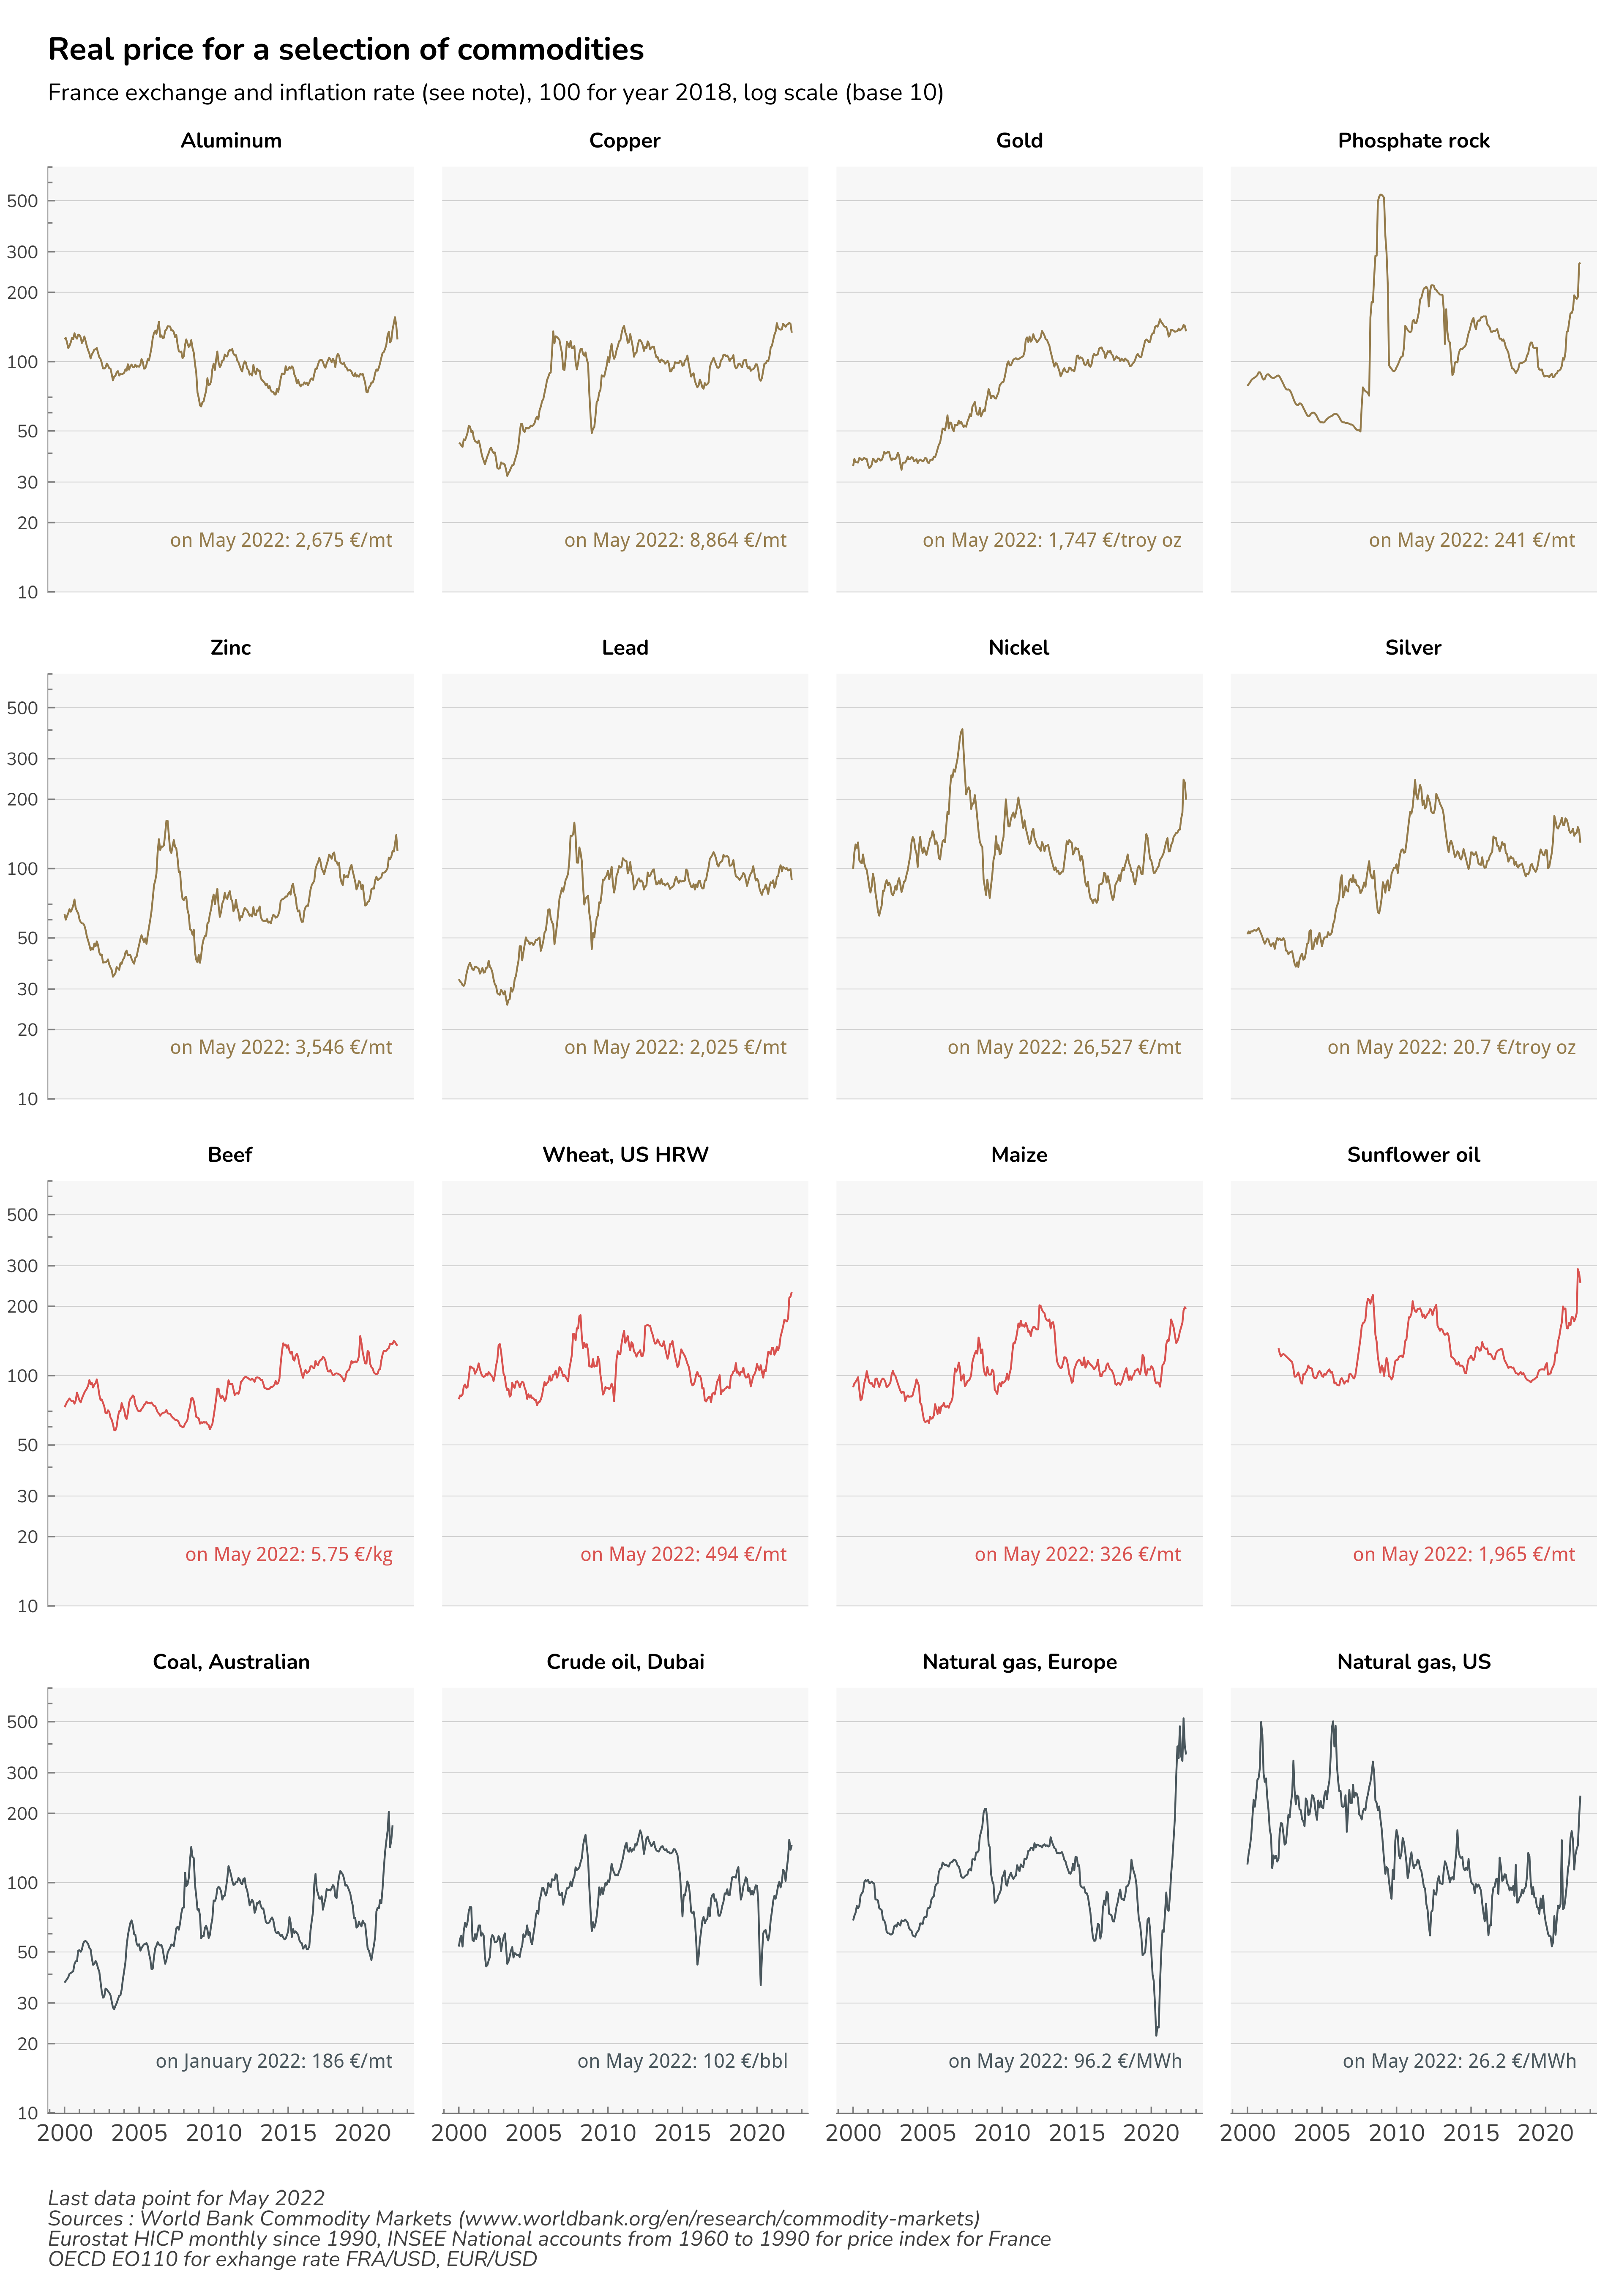 Real price for a selection of commodities
France exchange and inflation rate (see note), 100 for year 2018, log scale (base 10)
Aluminum Copper Gold Phosphate rock
500
300
200
100
50
30
20
on May 2022: 2,675 €/mt on May 2022: 8,864 €/mt on May 2022: 1,747 €/troy oz on May 2022: 241 €/mt
10
Zinc Lead Nickel Silver
500
300
200
100
50
30
20
on May 2022: 3,546 €/mt on May 2022: 2,025 €/mt on May 2022: 26,527 €/mt on May 2022: 20.7 €/troy oz
10
Beef Wheat, US HRW Maize Sunflower oil
500
300
200
100
50
30
20
on May 2022: 5.75 €/kg on May 2022: 494 €/mt on May 2022: 326 €/mt on May 2022: 1,965 €/mt
10
Coal, Australian Crude oil, Dubai Natural gas, Europe Natural gas, US
500
300
200
100
50
30
20
on January 2022: 186 €/mt on May 2022: 102 €/bbl on May 2022: 96.2 €/MWh on May 2022: 26.2 €/MWh
10
2000 2005 2010 2015 2020 2000 2005 2010 2015 2020 2000 2005 2010 2015 2020 2000 2005 2010 2015 2020
Last data point for May 2022
Sources : World Bank Commodity Markets (www.worldbank.org/en/research/commodity-markets)
Eurostat HICP monthly since 1990, INSEE National accounts from 1960 to 1990 for price index for France
OECD EO110 for exhange rate FRA/USD, EUR/USD